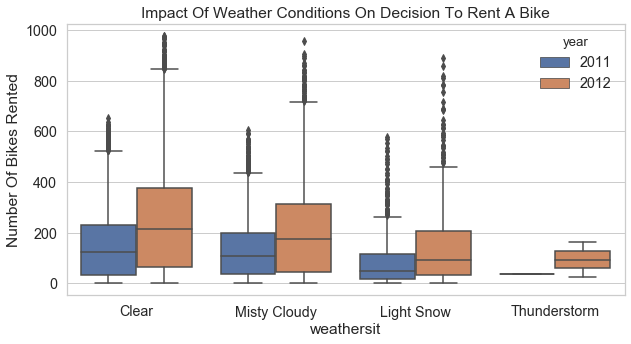 Impact Of Weather Conditions On Decision To Rent A Bike
year
2011
2012
Number Of Bikes Rented
1000
800
600
400
200
0
Clear
Misty Cloudy
Light Snow
Thunderstorm
weathersit